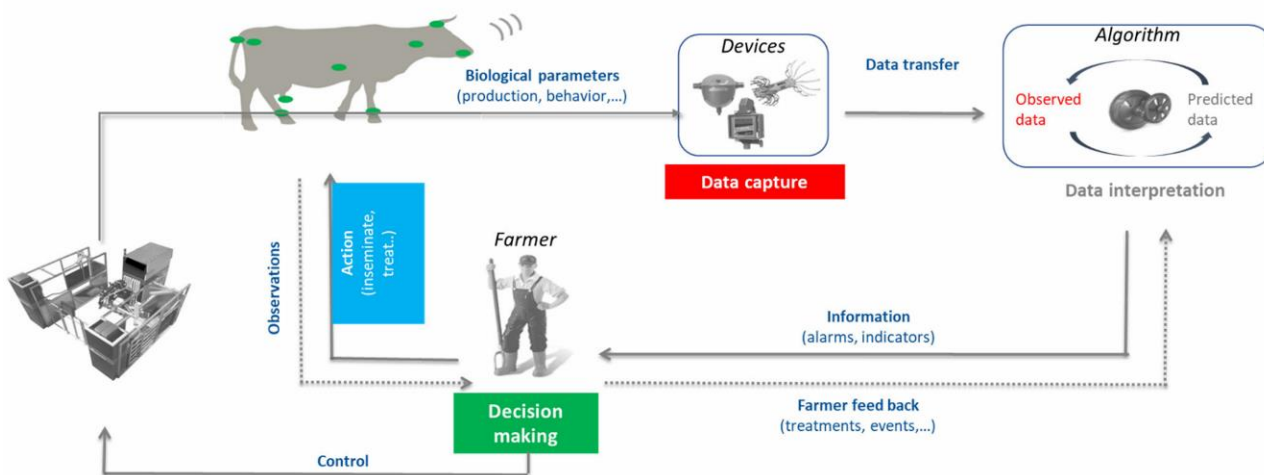 Biological parameters
(production, behavior,...)
Devices
Data capture
Data transfer
Algorithm
Observed
data
Predicted
data
Data interpretation
Observations
Action
(inseminate,
treat..)
Farmer
Decision
making
Information
(alarms, indicators)
Farmer feed back
(treatments, events,...)
Control